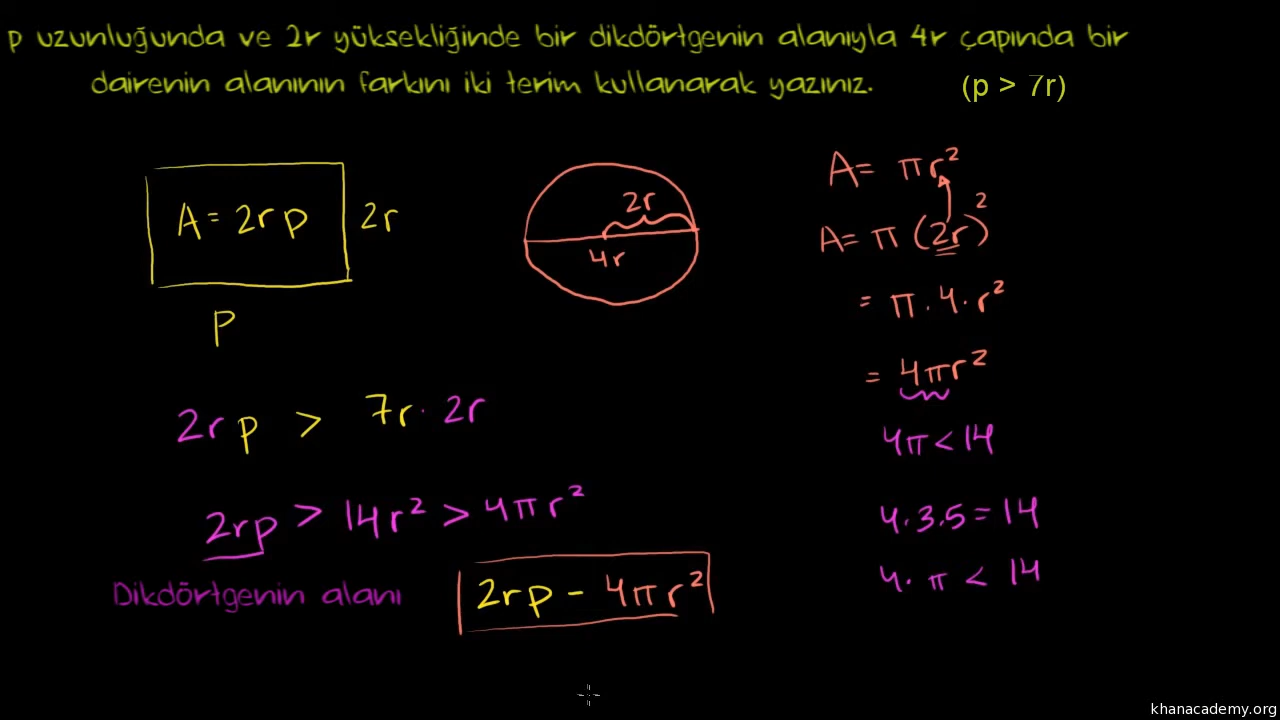 p uzunluğunda ve 2r yüksekliğinde bir dikdörtgenin alanıyla 4r çapında bir
dairenin alanının farkını iki terim kullanarak yazınız. (p > 7r)
A = 2rp
2r
p
2r
4r
A = πr²
A = π (2r)²
= π · 4 · r²
= 4πr²
4π < 14
4 · 3.5 = 14
4 · π < 14
2r p > 7r · 2r
2rp > 14r² > 4πr²
Dikdörtgenin alanı
2rp - 4πr²
khanacademy.org